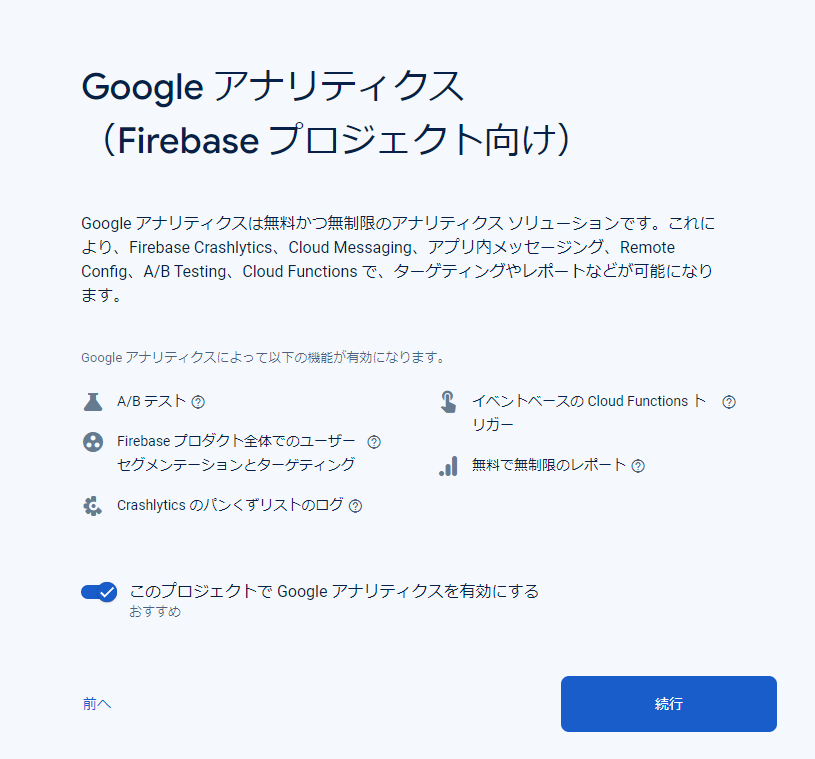 Google アナリティクス
（Firebase プロジェクト向け）
Google アナリティクスは無料かつ無制限のアナリティクス ソリューションです。これに
より、Firebase Crashlytics、Cloud Messaging、アプリ内メッセージング、Remote
Config、A/B Testing、Cloud Functions で、ターゲティングやレポートなどが可能になり
ます。
Google アナリティクスによって以下の機能が有効になります。
A/B テスト
Firebase プロダクト全体でのユーザー
セグメンテーションとターゲティング
Crashlytics のパンくずリストのログ
イベントベースの Cloud Functions ト
リガー
無料で無制限のレポート
このプロジェクトで Google アナリティクスを有効にする
おすすめ
前へ
続行